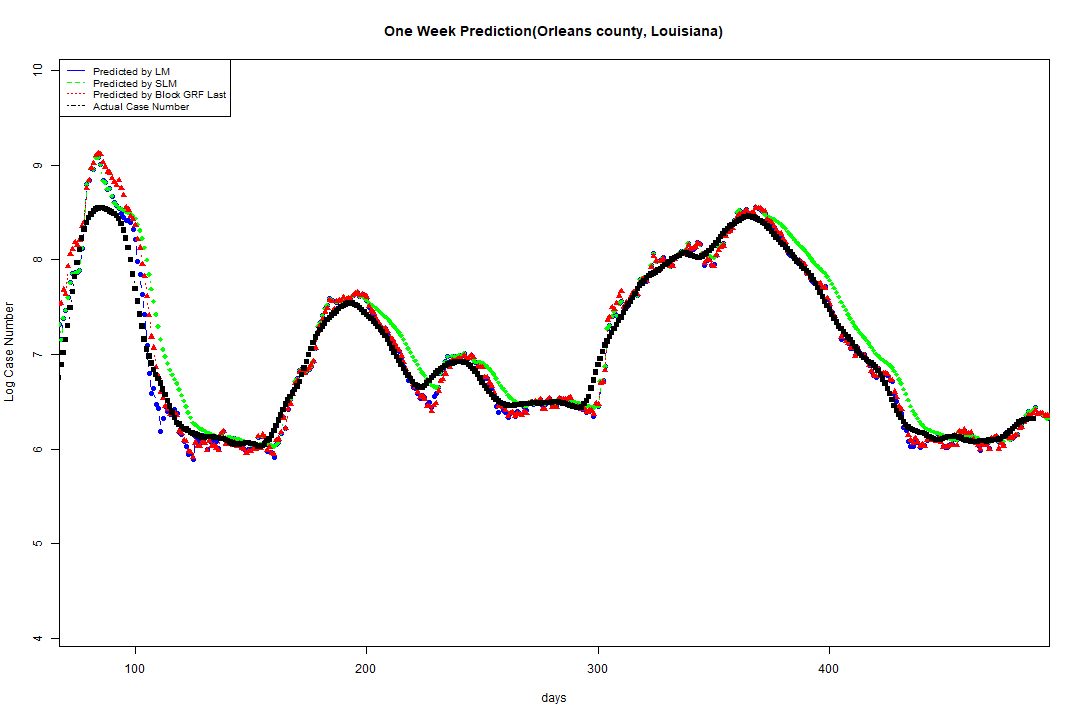 One Week Prediction(Orleans county, Louisiana)
Predicted by LM
Predicted by SLM
Predicted by Block GRF Last
Actual Case Number
10
9
8
7
6
5
4
Log Case Number
100 200 300 400
days